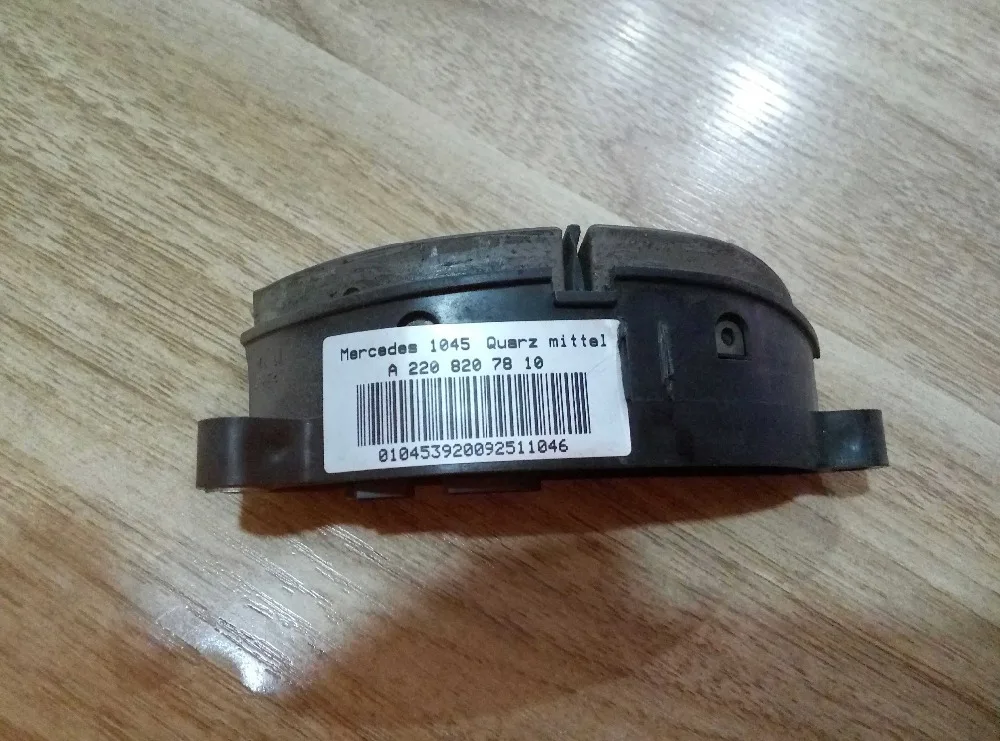 Mercedes 1045 Quarz mittel
A 220 820 78 10
010453920092511046